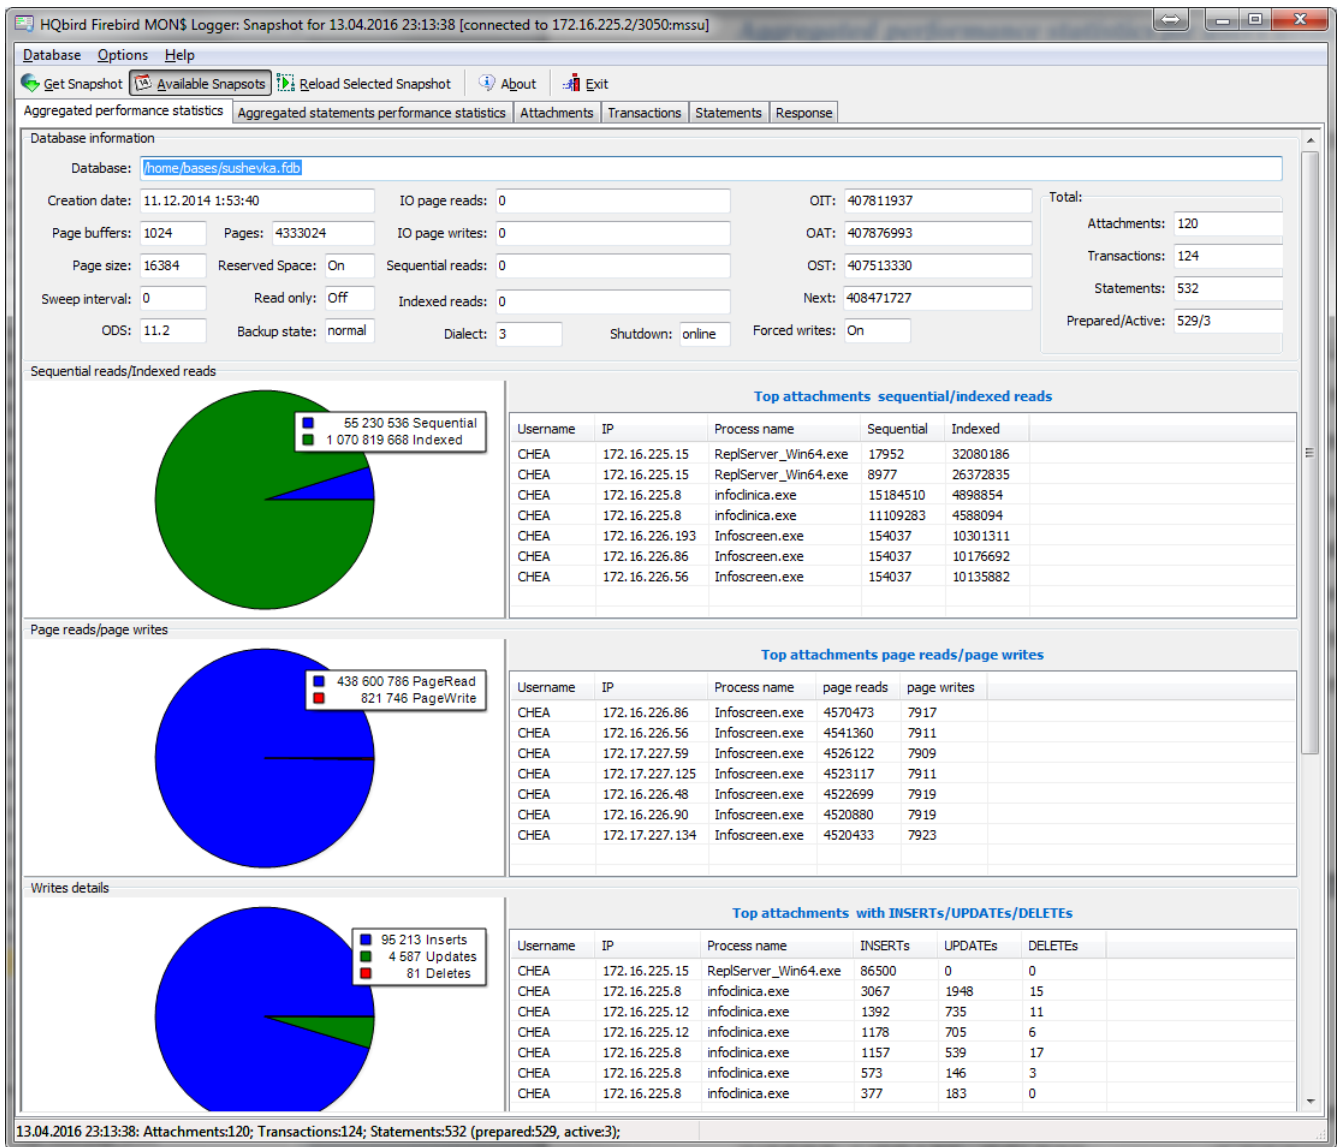 HQbird Firebird MON$ Logger: Snapshot for 13.04.2016 23:13:38 [connected to 172.16.225.2/3050:mssu]
Database Options Help
Get Snapshot Available Snapsots Reload Selected Snapshot About Exit
Aggregated performance statistics Aggregated statements performance statistics Attachments Transactions Statements Response
Database information
Database: /home/bases/sushevka.fdb
Creation date: 11.12.2014 1:53:40 IO page reads: 0 OIT: 407811937 Total:
Page buffers: 1024 Pages: 4333024 IO page writes: 0 OAT: 407876993 Attachments: 120
Page size: 16384 Reserved Space: On Sequential reads: 0 OST: 407513330 Transactions: 124
Sweep interval: 0 Read only: Off Indexed reads: 0 Next: 408471727 Statements: 532
ODS: 11.2 Backup state: normal Dialect: 3 Shutdown: online Forced writes: On Prepared/Active: 529/3
Sequential reads/Indexed reads
55 230 536 Sequential
1 070 819 668 Indexed
Top attachments sequential/indexed reads
Username IP Process name Sequential Indexed
CHEA 172.16.225.15 ReplServer_Win64.exe 17952 32080186
CHEA 172.16.225.15 ReplServer_Win64.exe 8977 26372835
CHEA 172.16.225.8 infoclinica.exe 15184510 4898854
CHEA 172.16.225.8 infoclinica.exe 11109283 4588094
CHEA 172.16.226.193 Infoscreen.exe 154037 10301311
CHEA 172.16.226.86 Infoscreen.exe 154037 10176692
CHEA 172.16.226.56 Infoscreen.exe 154037 10135882
Page reads/page writes
438 600 786 PageRead
821 746 PageWrite
Top attachments page reads/page writes
Username IP Process name page reads page writes
CHEA 172.16.226.86 Infoscreen.exe 4570473 7917
CHEA 172.16.226.56 Infoscreen.exe 4541360 7911
CHEA 172.17.227.59 Infoscreen.exe 4526122 7909
CHEA 172.17.227.125 Infoscreen.exe 4523117 7911
CHEA 172.16.226.48 Infoscreen.exe 4522699 7919
CHEA 172.16.226.90 Infoscreen.exe 4520880 7919
CHEA 172.17.227.134 Infoscreen.exe 4520433 7923
Writes details
95 213 Inserts
4 587 Updates
81 Deletes
Top attachments with INSERTs/UPDATEs/DELETEs
Username IP Process name INSERTs UPDATEs DELETEs
CHEA 172.16.225.15 ReplServer_Win64.exe 86500 0 0
CHEA 172.16.225.8 infoclinica.exe 3067 1948 15
CHEA 172.16.225.12 infoclinica.exe 1392 735 11
CHEA 172.16.225.12 infoclinica.exe 1178 705 6
CHEA 172.16.225.8 infoclinica.exe 1157 539 17
CHEA 172.16.225.8 infoclinica.exe 573 146 3
CHEA 172.16.225.8 infoclinica.exe 377 183 0
13.04.2016 23:13:38: Attachments:120; Transactions:124; Statements:532 (prepared:529, active:3);